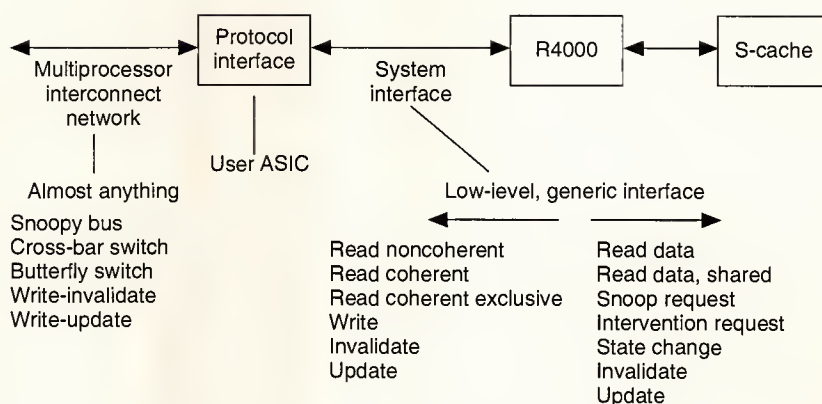 Protocol
interface
R4000
S-cache
Multiprocessor
interconnect
network
System
interface
User ASIC
Almost anything
Snoopy bus
Cross-bar switch
Butterfly switch
Write-invalidate
Write-update
Low-level, generic interface
Read noncoherent
Read coherent
Read coherent exclusive
Write
Invalidate
Update
Read data
Read data, shared
Snoop request
Intervention request
State change
Invalidate
Update